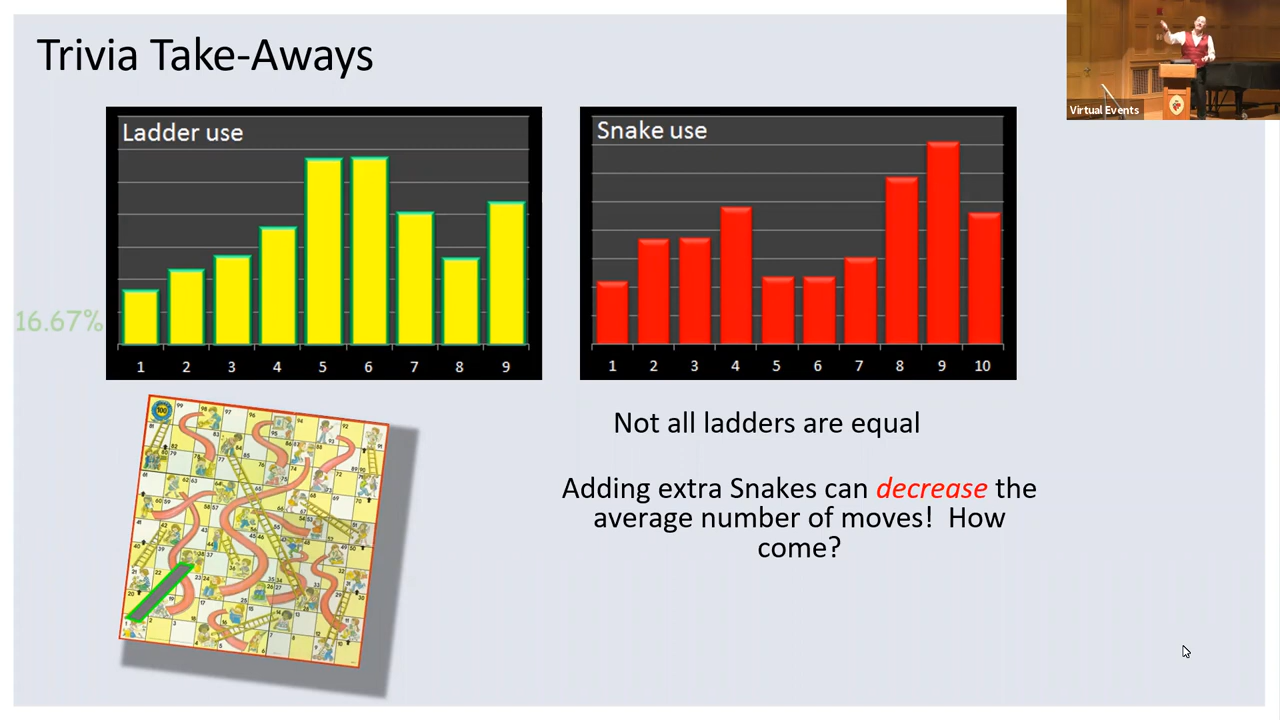 Trivia Take-Aways
Virtual Events
Ladder use
1 2 3 4 5 6 7 8 9
Snake use
1 2 3 4 5 6 7 8 9 10
16.67%
Not all ladders are equal
Adding extra Snakes can decrease the
average number of moves!  How
come?